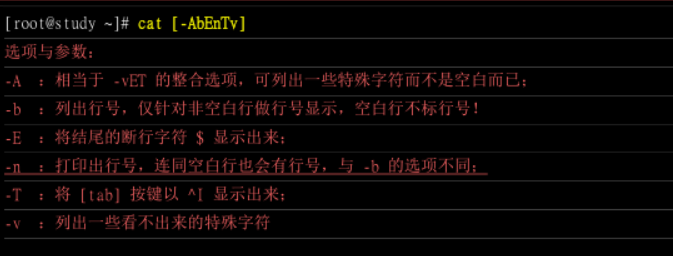 [root@study ~]# cat [-AbEnTv]
选项与参数:
-A : 相当于 -vET 的整合选项，可列出一些特殊字符而不是空白而已;
-b : 列出行号，仅针对非空白行做行号显示，空白行不标行号!
-E : 将结尾的断行字符 $ 显示出来;
-n : 打印出行号，连同空白行也会有行号，与 -b 的选项不同;
-T : 将 [tab] 按键以 ^I 显示出来;
-v : 列出一些看不出来的特殊字符